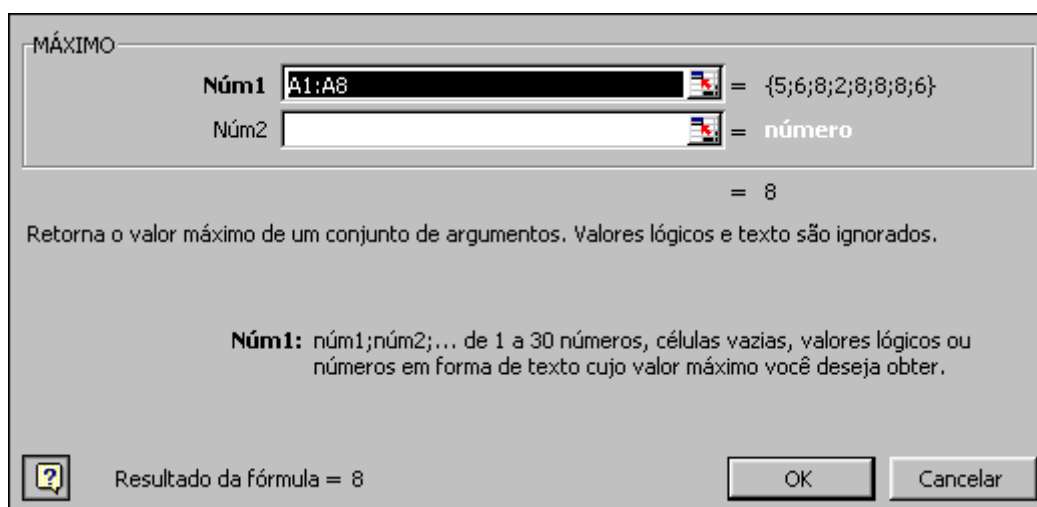 MÁXIMO
Núm1 A1:A8 = {5;6;8;2;8;8;8;6}
Núm2 = número
= 8
Retorna o valor máximo de um conjunto de argumentos. Valores lógicos e texto são ignorados.
Núm1: núm1;núm2;... de 1 a 30 números, células vazias, valores lógicos ou
números em forma de texto cujo valor máximo você deseja obter.
? Resultado da fórmula = 8 OK Cancelar